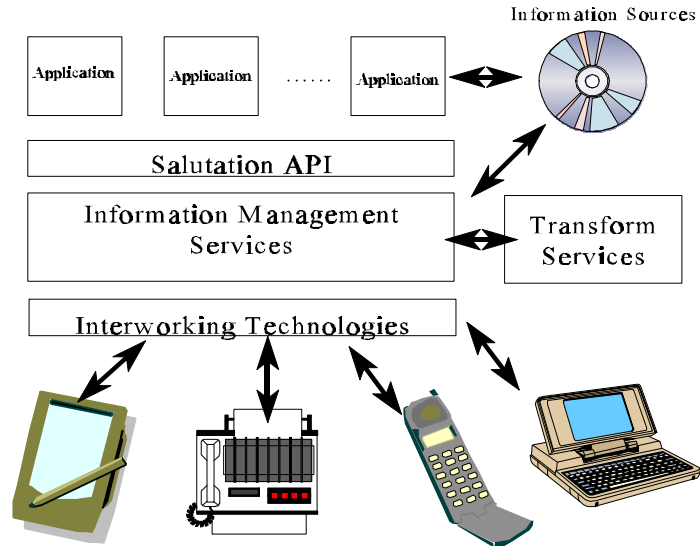 Information Sources
Application
Application
......
Application
Salutation API
Information Management
Services
Transform
Services
Interworking Technologies